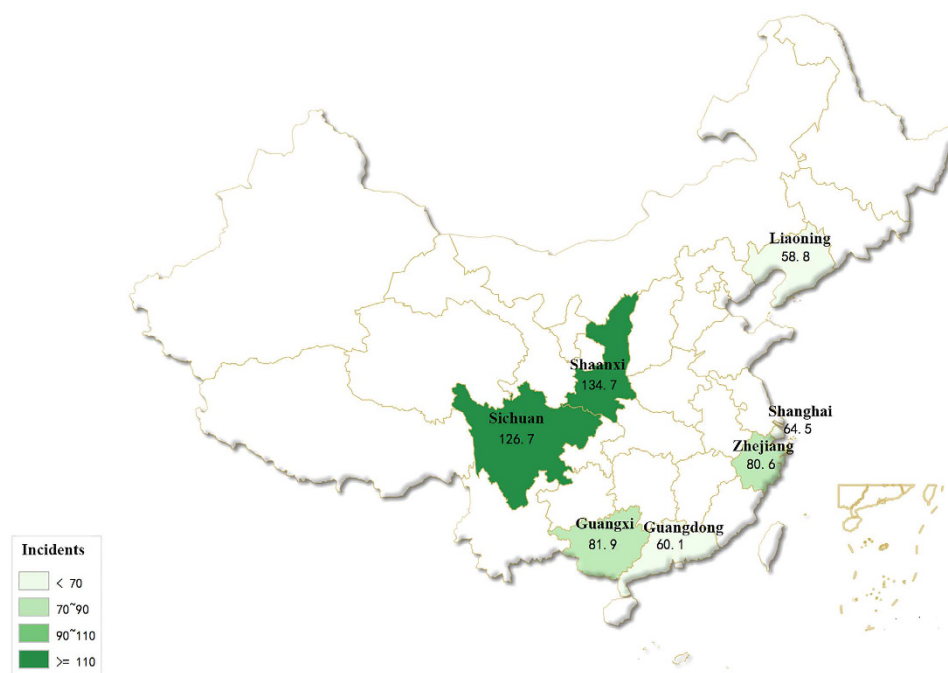 Liaoning
58.8
Shaanxi
134.7
Sichuan
126.7
Shanghai
64.5
Zhejiang
80.6
Guangxi
81.9
Guangdong
60.1
Incidents
< 70
70~90
90~110
>= 110